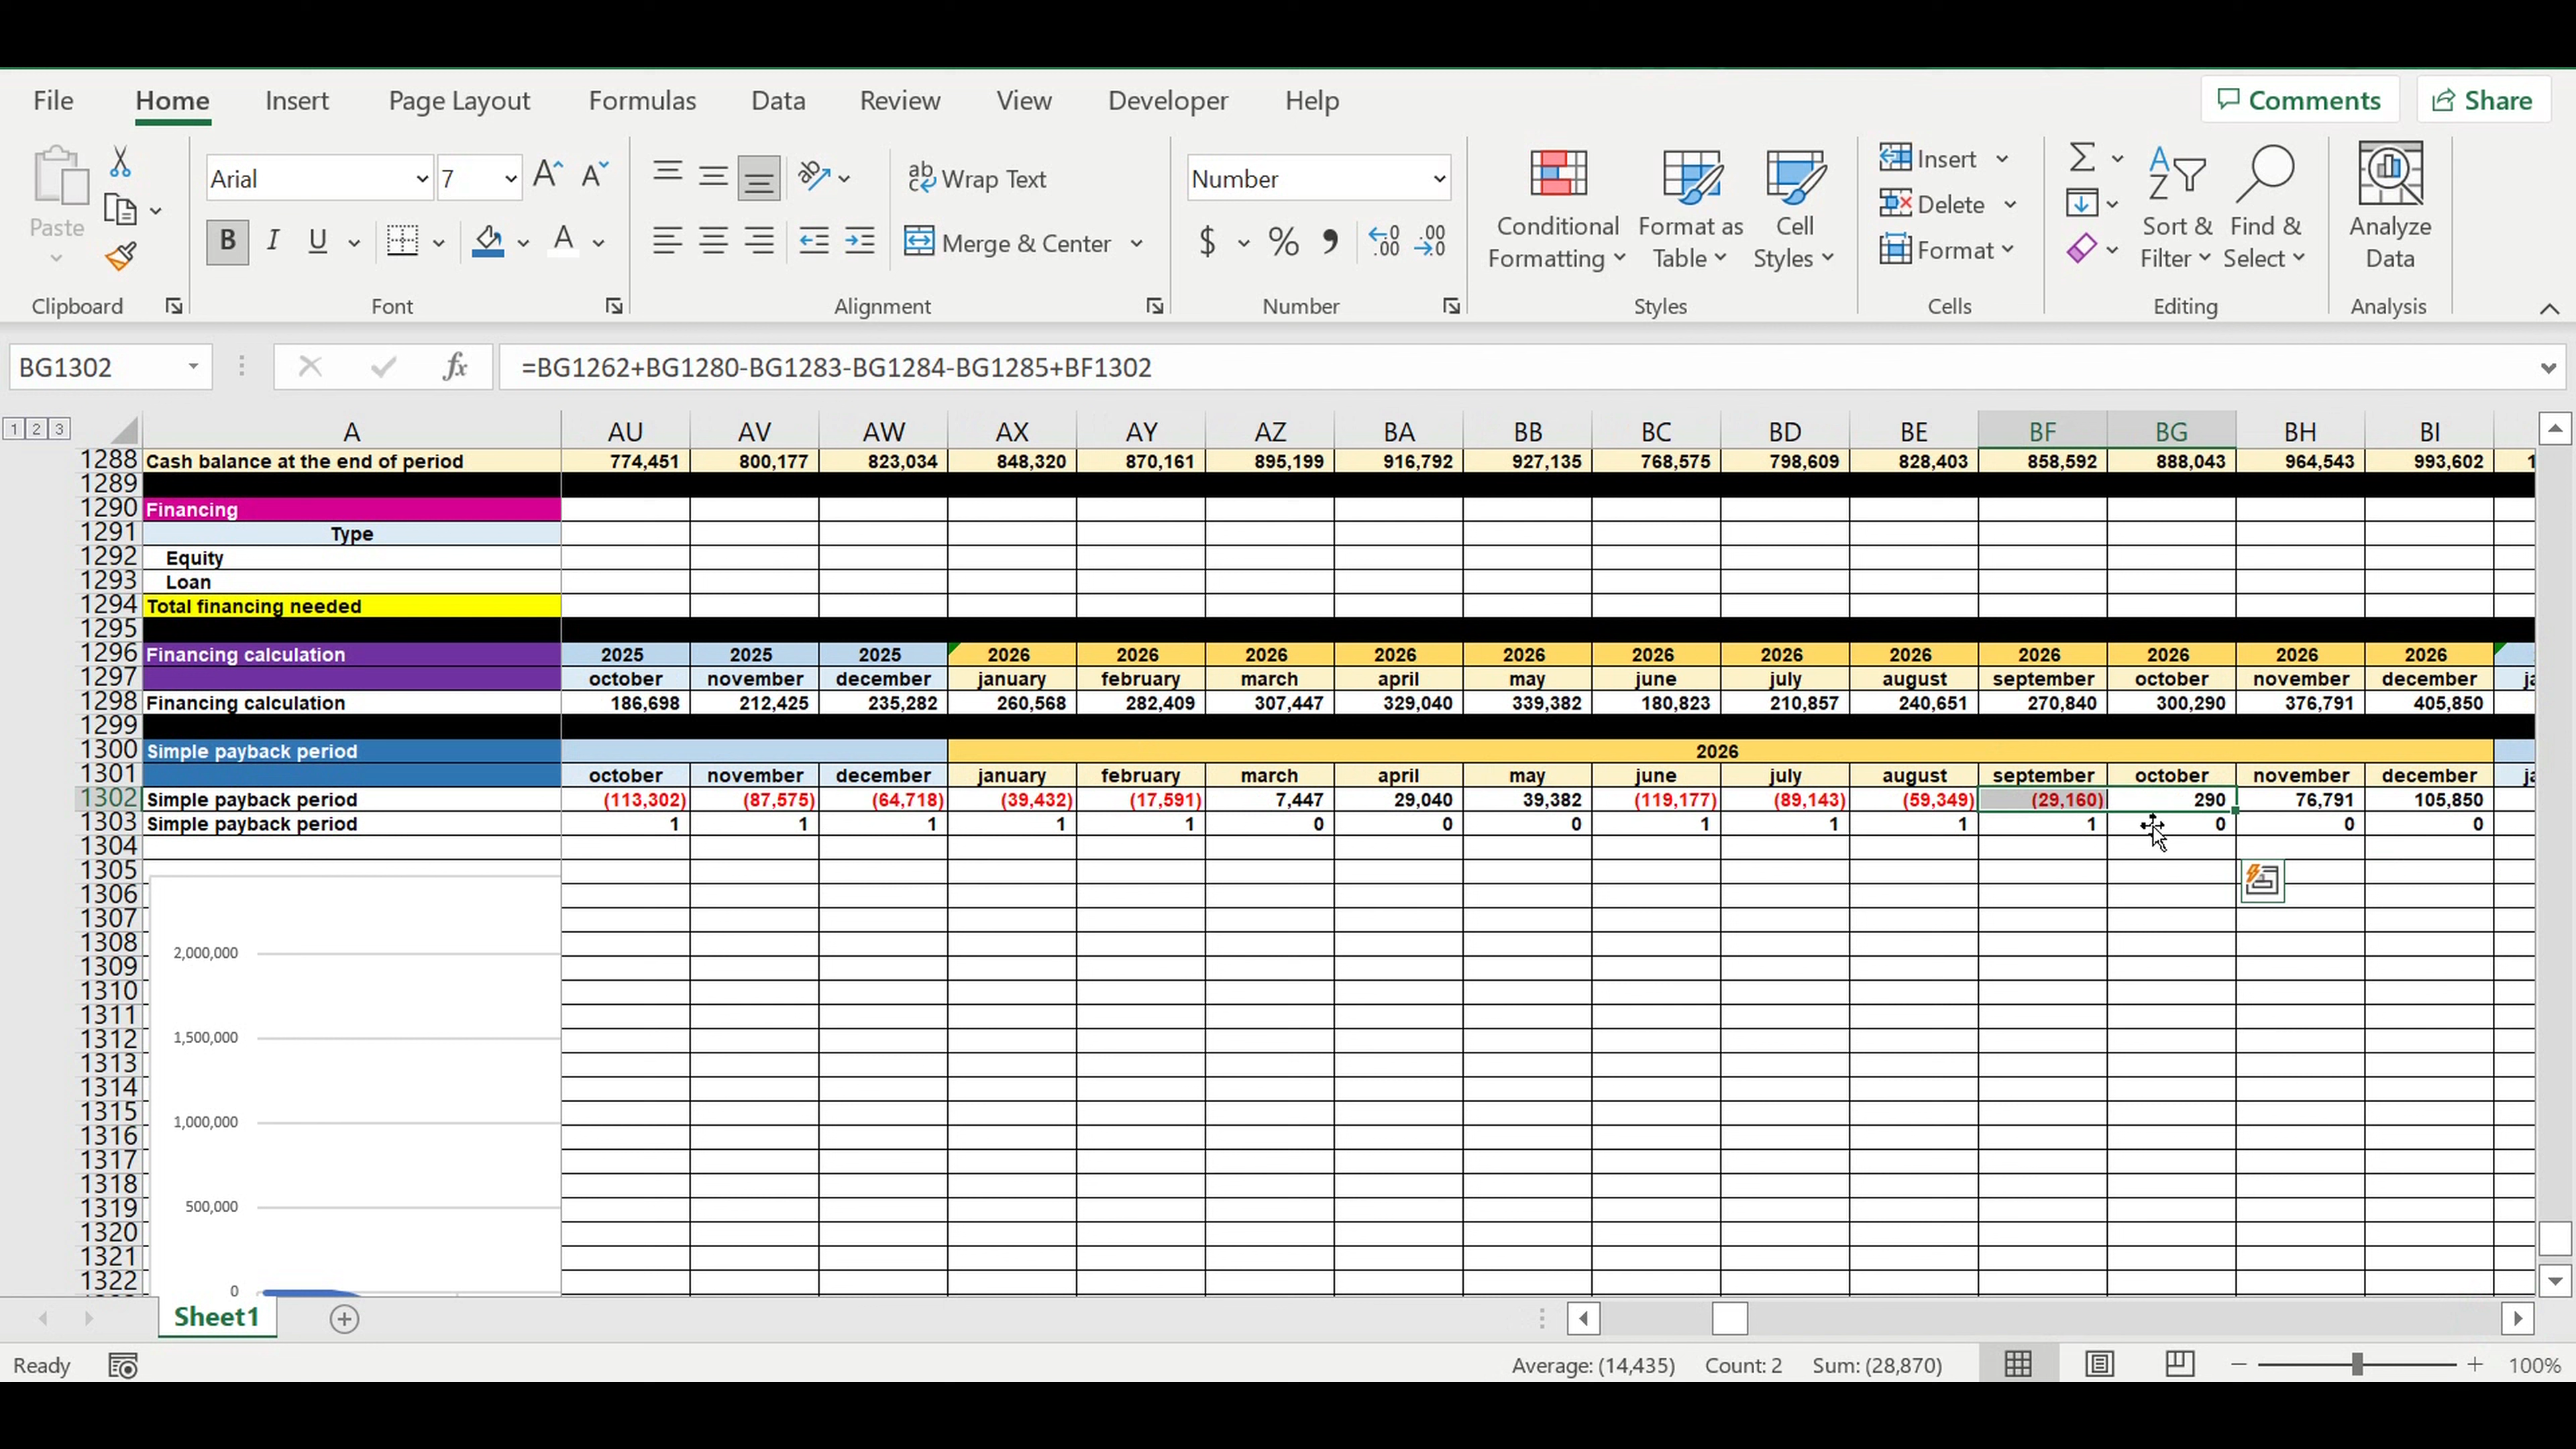 File Home Insert Page Layout Formulas Data Review View Developer Help Comments Share
Paste
Clipboard
Arial 7
B I U
Font
Wrap Text
Merge & Center
Alignment
Number
$ % ,
Number
Conditional Formatting
Format as Table
Cell Styles
Styles
Insert
Delete
Format
Cells
Sort & Filter
Find & Select
Editing
Analyze Data
Analysis
BG1302 fx =BG1262+BG1280-BG1283-BG1284-BG1285+BF1302
1 2 3 A AU AV AW AX AY AZ BA BB BC BD BE BF BG BH BI
1288 Cash balance at the end of period 774,451 800,177 823,034 848,320 870,161 895,199 916,792 927,135 768,575 798,609 828,403 858,592 888,043 964,543 993,602 1
1289
1290 Financing
1291 Type
1292 Equity
1293 Loan
1294 Total financing needed
1295
1296 Financing calculation 2025 2025 2025 2026 2026 2026 2026 2026 2026 2026 2026 2026 2026 2026 2026
1297 october november december january february march april may june july august september october november december ja
1298 Financing calculation 186,698 212,425 235,282 260,568 282,409 307,447 329,040 339,382 180,823 210,857 240,651 270,840 300,290 376,791 405,850
1299
1300 Simple payback period 2026
1301 october november december january february march april may june july august september october november december ja
1302 Simple payback period (113,302) (87,575) (64,718) (39,432) (17,591) 7,447 29,040 39,382 (119,177) (89,143) (59,349) (29,160) 290 76,791 105,850
1303 Simple payback period 1 1 1 1 1 0 0 0 1 1 1 1 0 0 0
1304
1305
1306
1307
1308
2,000,000
1309
1310
1311
1312
1,500,000
1313
1314
1315
1,000,000
1316
1317
1318
1319
500,000
1320
1321
1322
0
Sheet1
Ready Average: (14,435) Count: 2 Sum: (28,870) 100%